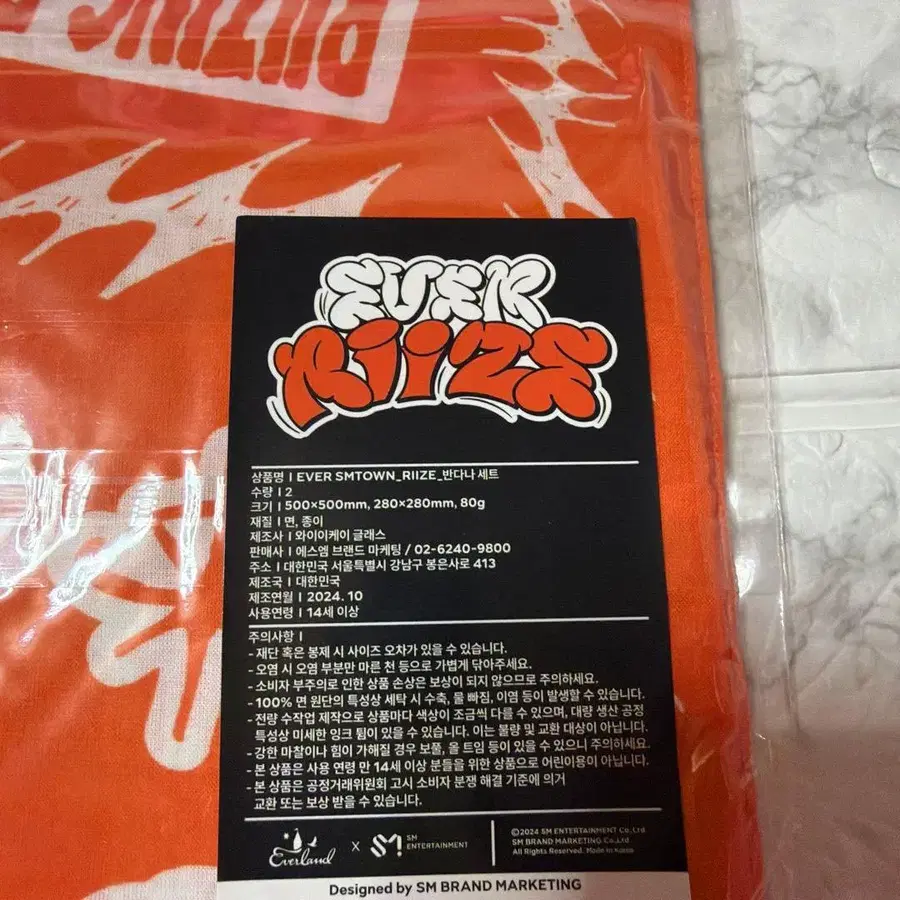 RIIZING
EVER
RIIZE
상품명 I EVER SMTOWN_RIIZE_반다나 세트
수량 I 2
크기 I 500×500mm, 280×280mm, 80g
재질 I 면, 종이
제조사 I 와이이케이 글래스
판매사 I 에스엠 브랜드 마케팅 / 02-6240-9800
주소 I 대한민국 서울특별시 강남구 봉은사로 413
제조국 I 대한민국
제조연월 I 2024. 10
사용연령 I 14세 이상
주의사항 I
- 재단 혹은 봉제 시 사이즈 오차가 있을 수 있습니다.
- 오염 시 오염 부분만 마른 천 등으로 가볍게 닦아주세요.
- 소비자 부주의로 인한 상품 손상은 보상이 되지 않으므로 주의하세요.
- 100% 면 원단의 특성상 세탁 시 수축, 물 빠짐, 이염 등이 발생할 수 있습니다.
- 전량 수작업 제작으로 상품마다 색상이 조금씩 다를 수 있으며, 대량 생산 공정
특성상 미세한 잉크 튐이 있을 수 있습니다. 이는 불량 및 교환 대상이 아닙니다.
- 강한 마찰이나 힘이 가해질 경우 보풀, 올 트임 등이 있을 수 있으니 주의하세요.
- 본 상품은 사용 연령 만 14세 이상 분들을 위한 상품으로 어린이용이 아닙니다.
- 본 상품은 공정거래위원회 고시 소비자 분쟁 해결 기준에 의거
교환 또는 보상 받을 수 있습니다.
Everland x SM! SM ENTERTAINMENT
©2024 SM ENTERTAINMENT Co.,Ltd
SM BRAND MARKETING Co.,Ltd
All Rights Reserved. Made in Korea
Designed by SM BRAND MARKETING